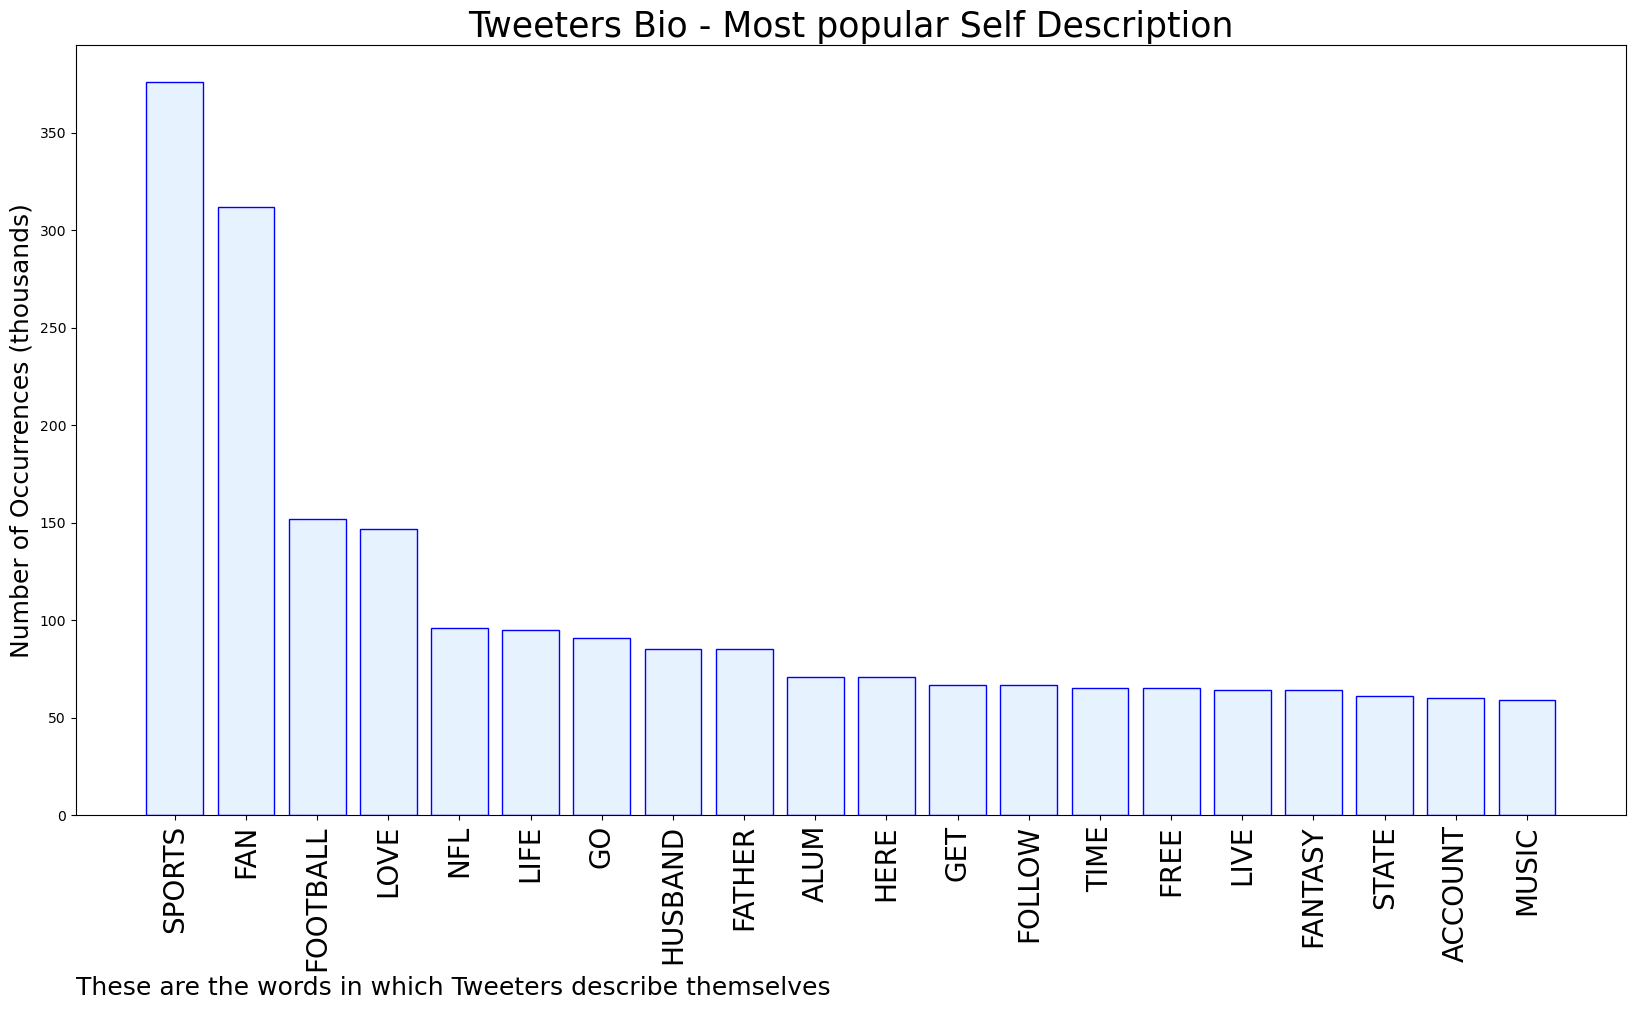 Tweeters Bio - Most popular Self Description
Number of Occurrences (thousands)
350
300
250
200
150
100
50
0
SPORTS
FAN
FOOTBALL
LOVE
NFL
LIFE
GO
HUSBAND
FATHER
ALUM
HERE
GET
FOLLOW
TIME
FREE
LIVE
FANTASY
STATE
ACCOUNT
MUSIC
These are the words in which Tweeters describe themselves